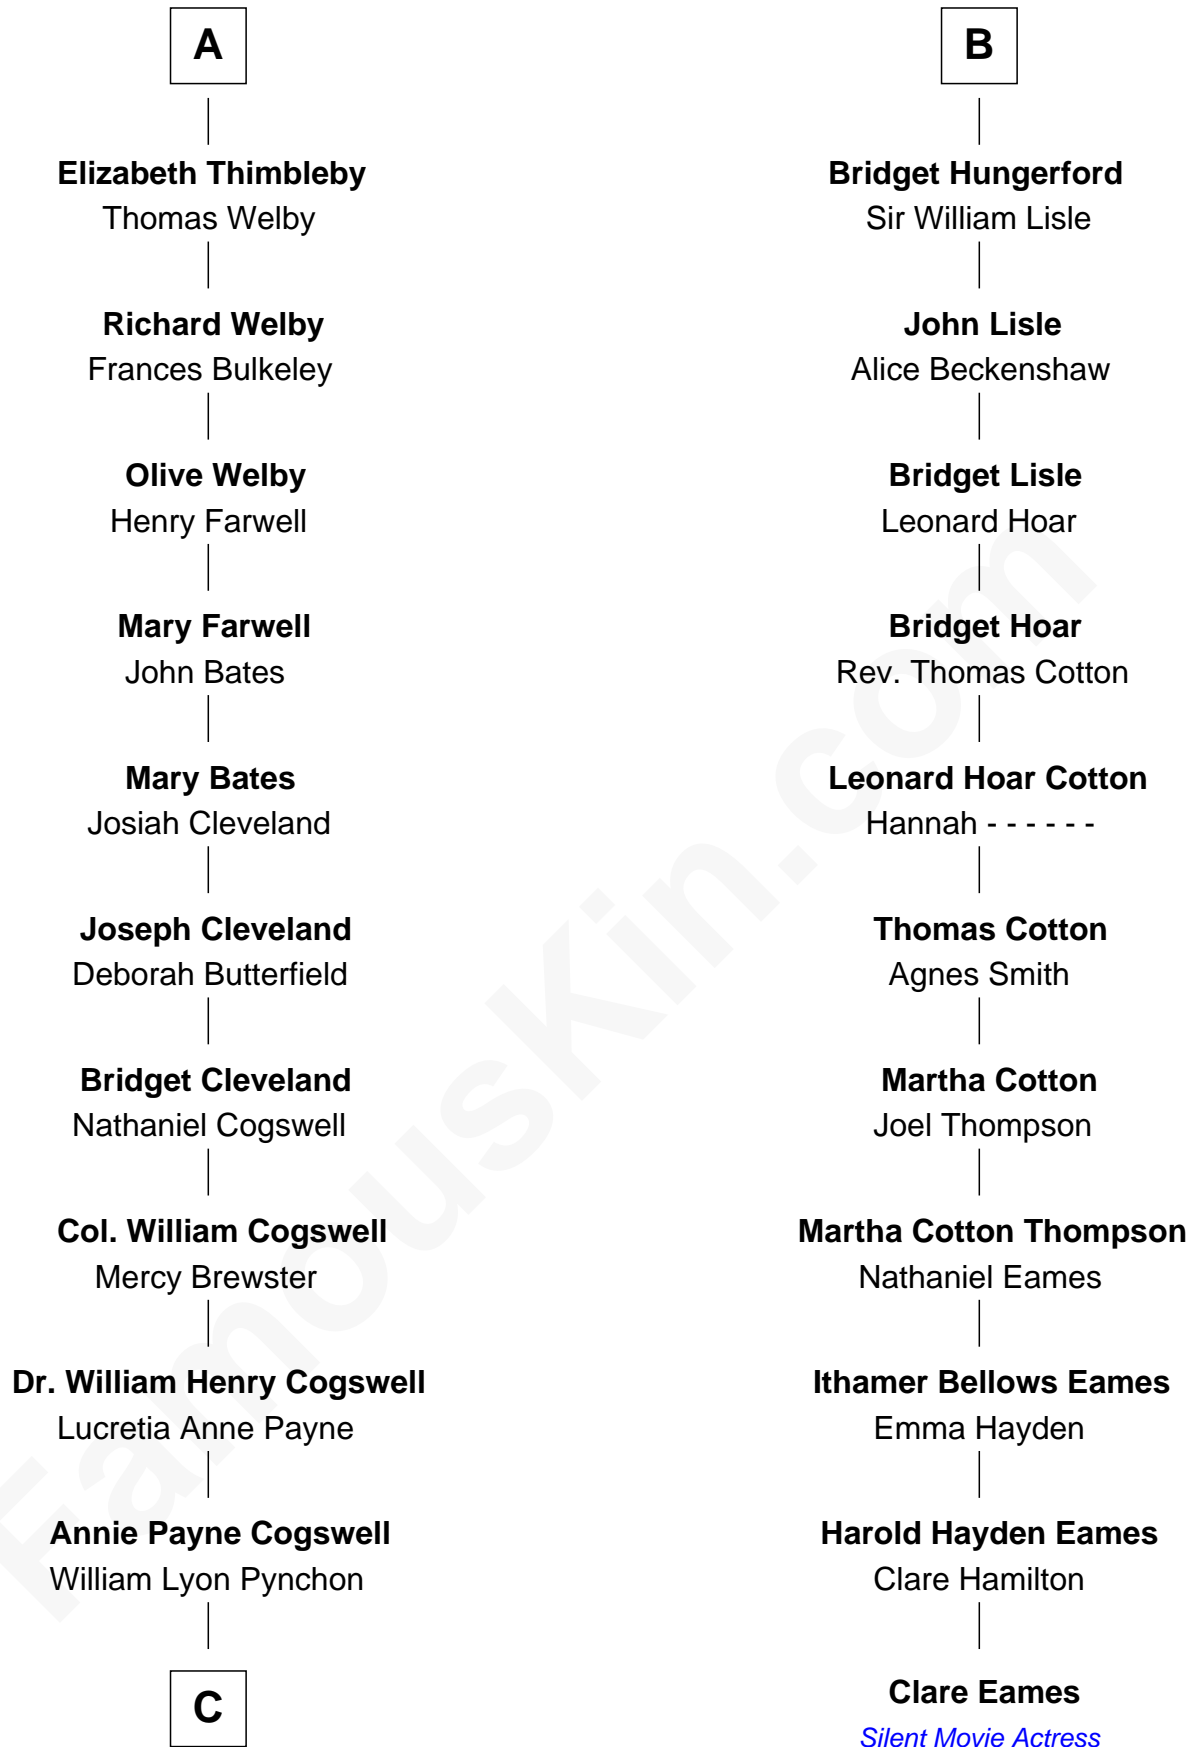 A
Elizabeth Thimbleby
Thomas Welby
Richard Welby
Frances Bulkeley
Olive Welby
Henry Farwell
Mary Farwell
John Bates
Mary Bates
Josiah Cleveland
Joseph Cleveland
Deborah Butterfield
Bridget Cleveland
Nathaniel Cogswell
Col. William Cogswell
Mercy Brewster
Dr. William Henry Cogswell
Lucretia Anne Payne
Annie Payne Cogswell
William Lyon Pynchon
C
B
Bridget Hungerford
Sir William Lisle
John Lisle
Alice Beckenshaw
Bridget Lisle
Leonard Hoar
Bridget Hoar
Rev. Thomas Cotton
Leonard Hoar Cotton
Hannah - - - - - -
Thomas Cotton
Agnes Smith
Martha Cotton
Joel Thompson
Martha Cotton Thompson
Nathaniel Eames
Ithamer Bellows Eames
Emma Hayden
Harold Hayden Eames
Clare Hamilton
Clare Eames
Silent Movie Actress
FamousKin.com